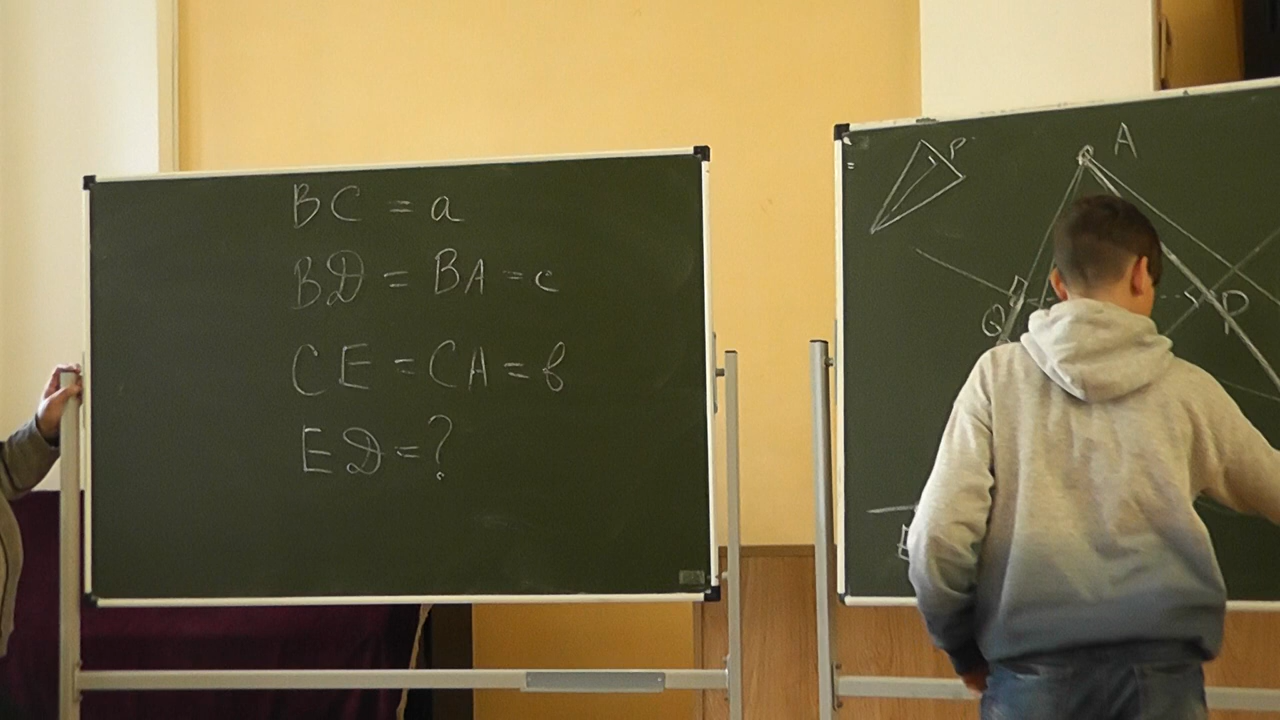 BC = a
BD = BA = c
CE = CA = b
ED = ?
P
A
Q
P